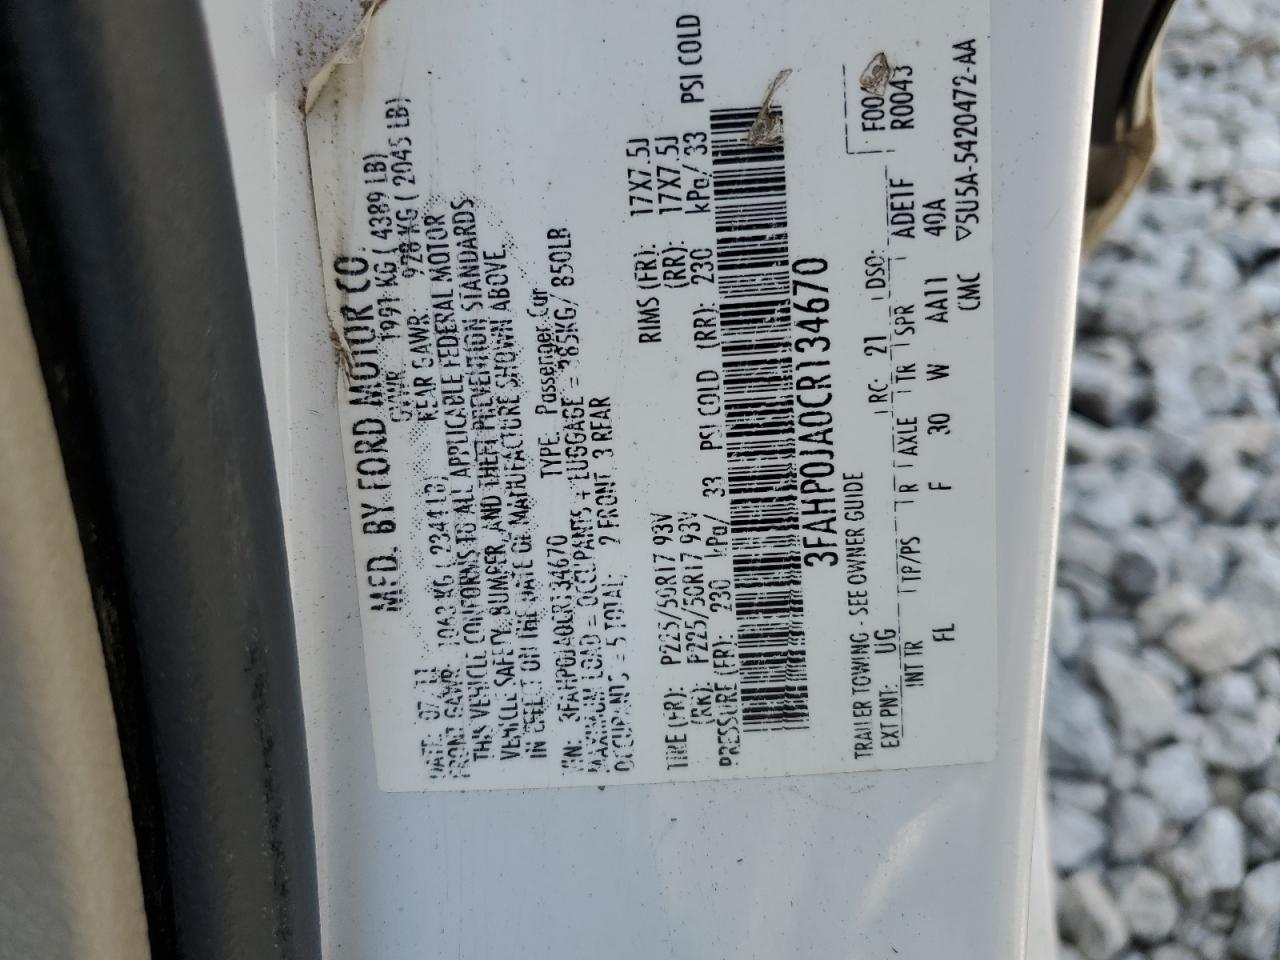 MFD. BY FORD MOTOR CO.
DATE: 07/11 GVWR: 1991 KG ( 4389 LB)
FRONT GAWR: 1063 KG ( 2344 LB) REAR GAWR: 928 KG ( 2045 LB)
THIS VEHICLE CONFORMS TO ALL APPLICABLE FEDERAL MOTOR
VEHICLE SAFETY, BUMPER, AND THEFT PREVENTION STANDARDS
IN EFFECT ON THE DATE OF MANUFACTURE SHOWN ABOVE.
VIN: 3FAHP0JA0CR134670 TYPE: Passenger Car
MAXIMUM LOAD = OCCUPANTS + LUGGAGE = 385KG/ 850LB
OCCUPANTS = 5 TOTAL: 2 FRONT 3 REAR
RIMS (FR): 17X7.5J
TIRE (FR): P225/50R17 93V (RR): 17X7.5J
(RR): P225/50R17 93V
PRESSURE (FR): 230 kPa/ 33 PSI COLD (RR): 230 kPa/ 33 PSI COLD
3FAHP0JA0CR134670
F00
TRAILER TOWING - SEE OWNER GUIDE R0043
EXT PNT: UG RC: 21 DSO:
INT TR TP/PS R AXLE TR SPR ADE1F
FL F 30 W AA11 40A
CMC ▽5U5A-5420472-AA